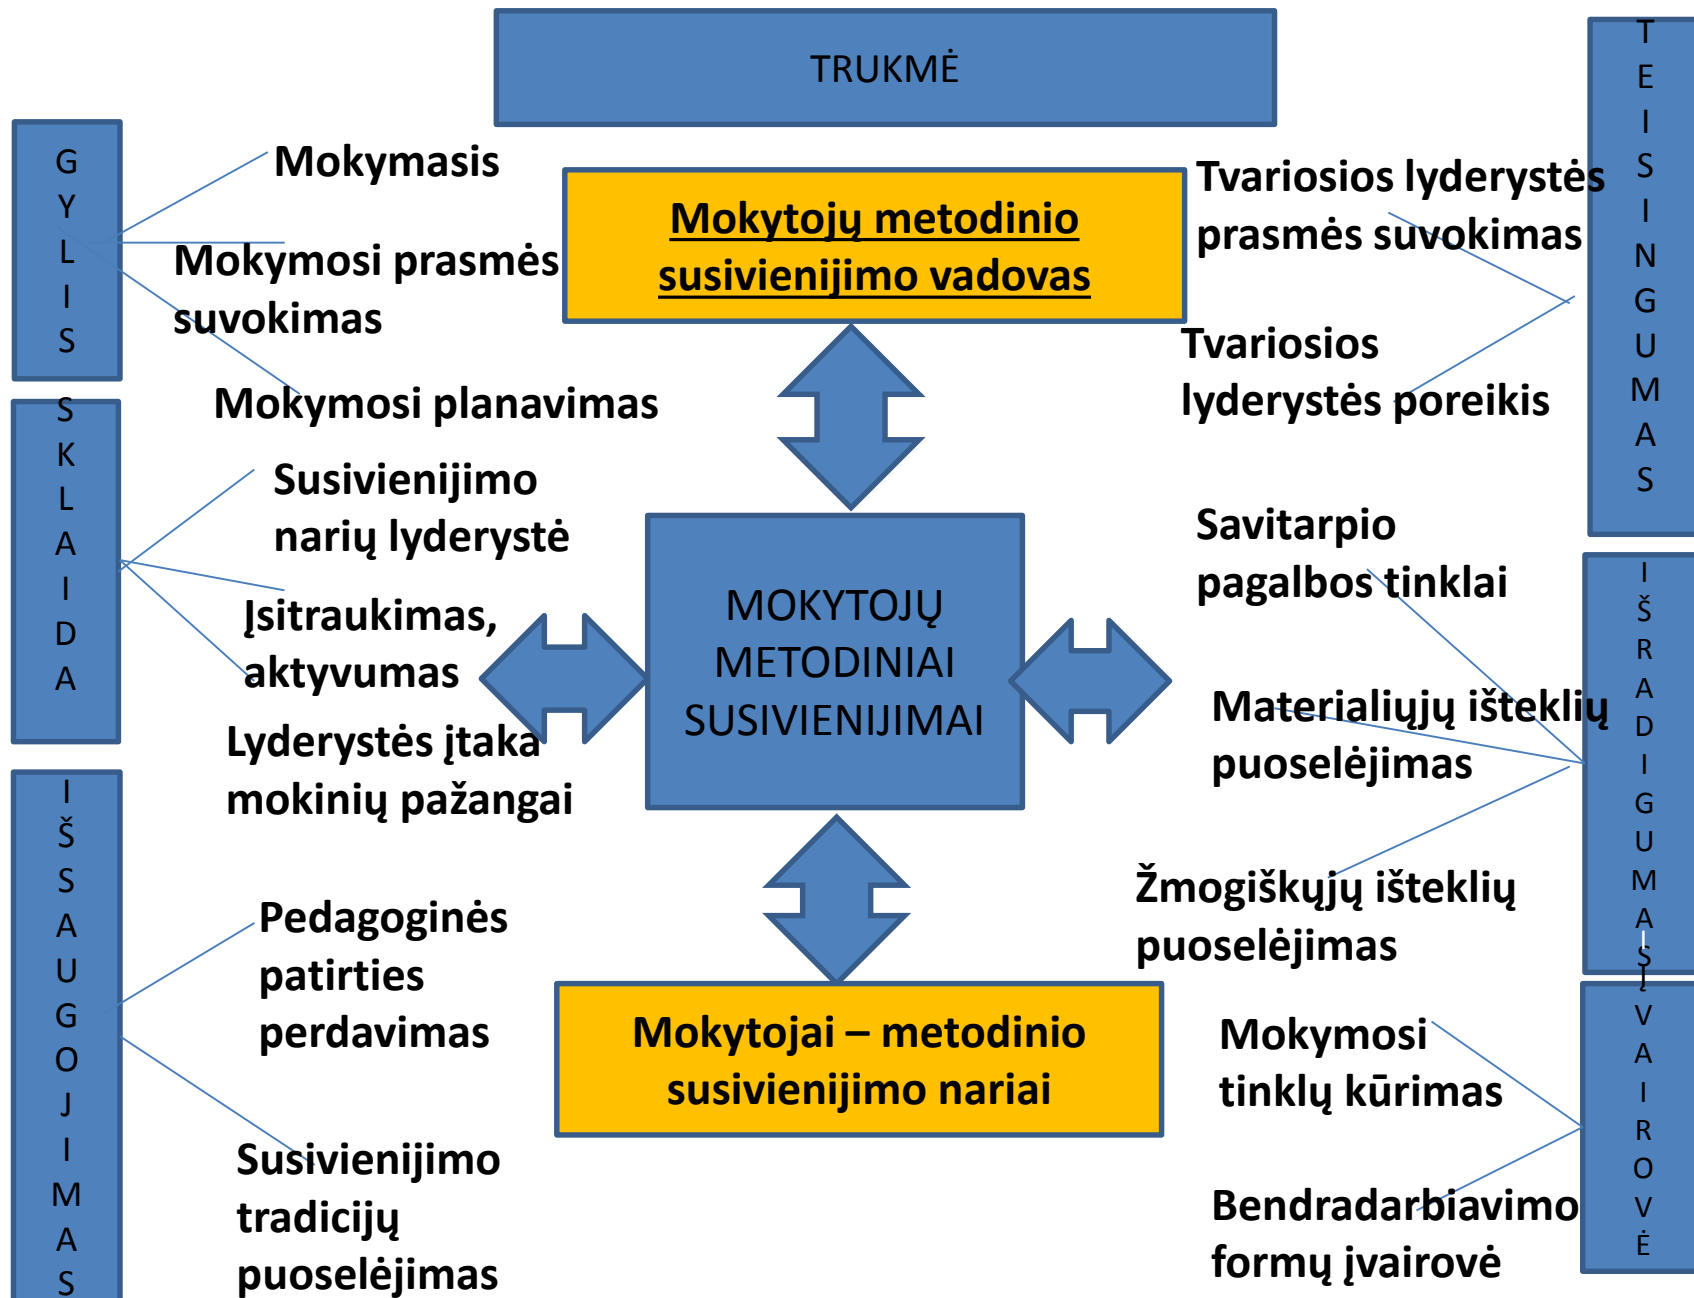 TRUKMĖ
GYLIS
Mokymasis
Mokymosi prasmės
suvokimas
Mokymosi planavimas
SKLAIDA
Susivienijimo
narių lyderystė
Įsitraukimas,
aktyvumas
Lyderystės įtaka
mokinių pažangai
IŠSAUGOJIMAS
Pedagoginės
patirties
perdavimas
Susivienijimo
tradicijų
puoselėjimas
Mokytojų metodinio
susivienijimo vadovas
MOKYTOJŲ
METODINIAI
SUSIVIENIJIMAI
Mokytojai – metodinio
susivienijimo nariai
TEISINGUMAS
Tvariosios lyderystės
prasmės suvokimas
Tvariosios
lyderystės poreikis
IŠRADIGUMAS
Savitarpio
pagalbos tinklai
Materialiųjų išteklių
puoselėjimas
Žmogiškųjų išteklių
puoselėjimas
ĮVAIROVĖ
Mokymosi
tinklų kūrimas
Bendradarbiavimo
formų įvairovė